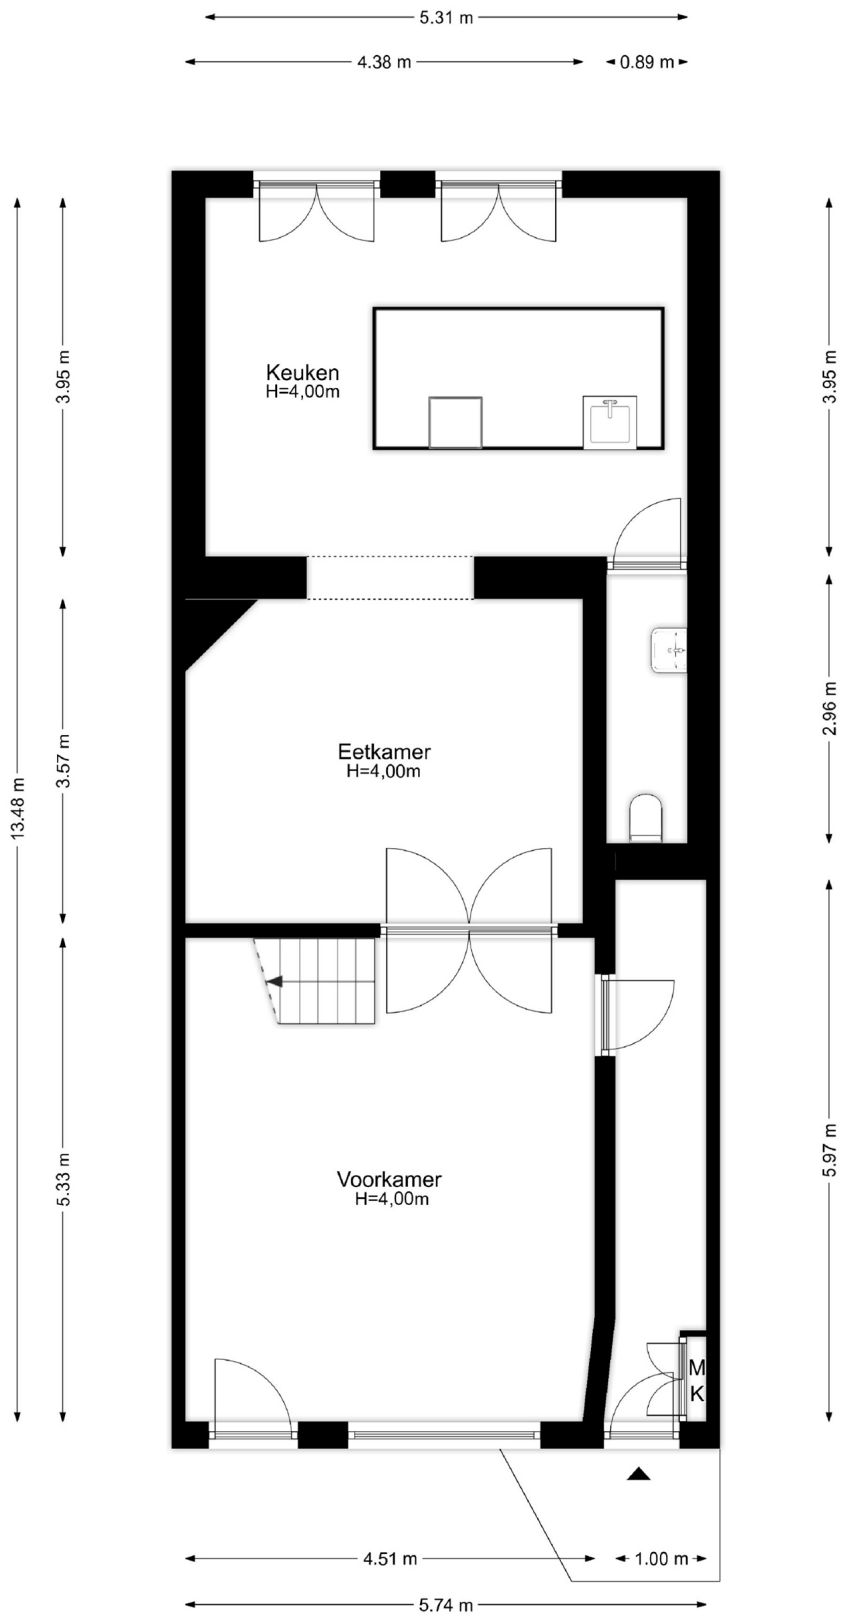 5.31 m
4.38 m
0.89 m
3.95 m
3.95 m
Keuken
H=4,00m
2.96 m
3.57 m
Eetkamer
H=4,00m
13.48 m
5.33 m
5.97 m
Voorkamer
H=4,00m
M
K
4.51 m
1.00 m
5.74 m